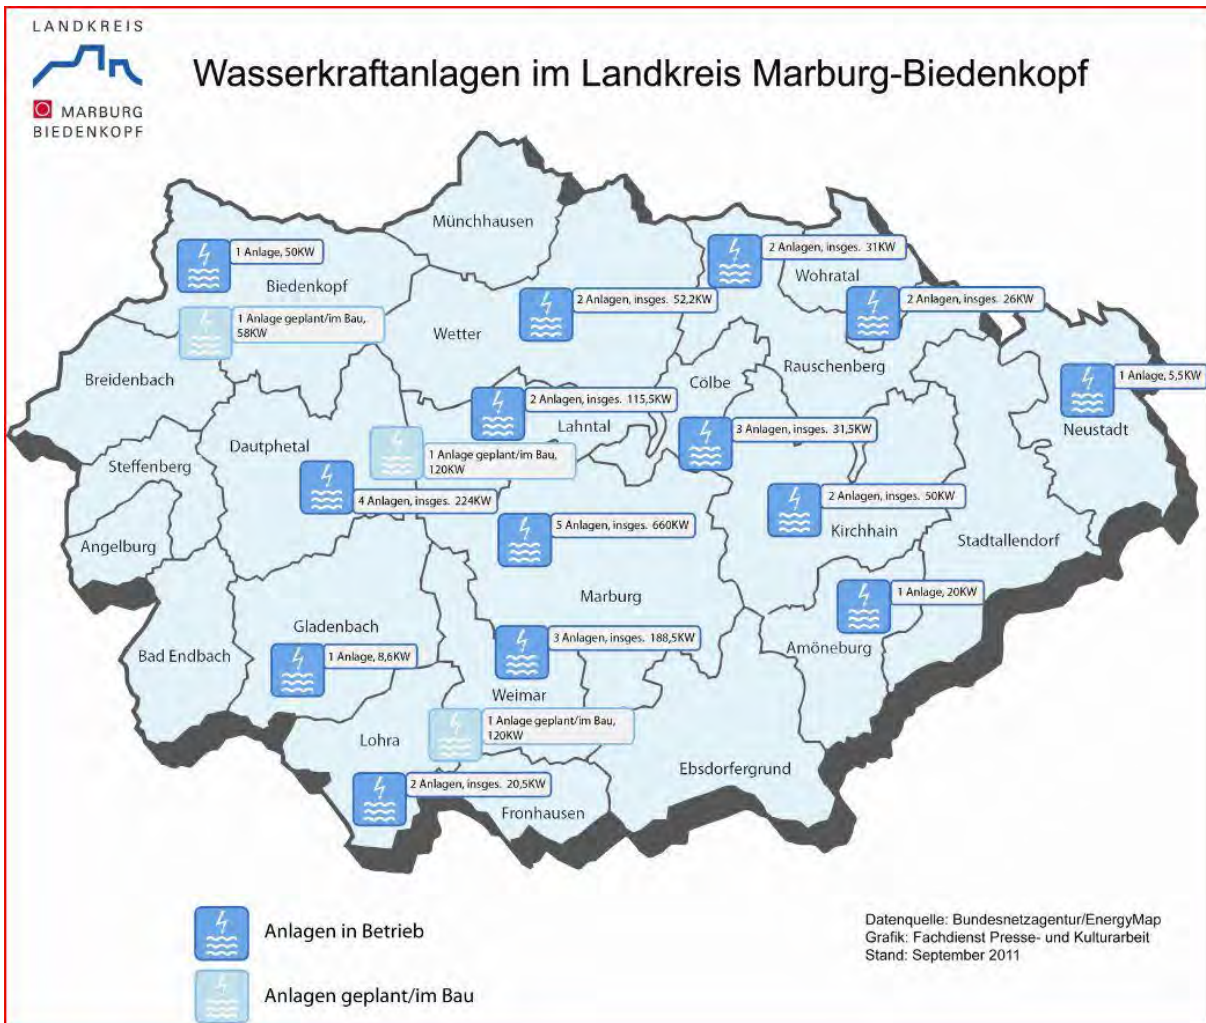 LANDKREIS
MARBURG
BIEDENKOPF
Wasserkraftanlagen im Landkreis Marburg-Biedenkopf
Münchhausen
1 Anlage, 50KW
Biedenkopf
2 Anlagen, insges. 31KW
Wohratal
2 Anlagen, insges. 52,2KW
2 Anlagen, insges. 26KW
1 Anlage geplant/im Bau,
58KW
Wetter
Rauschenberg
Breidenbach
Cölbe
1 Anlage, 5,5KW
Neustadt
2 Anlagen, insges. 115,5KW
Lahntal
3 Anlagen, insges. 31,5KW
Dautphetal
1 Anlage geplant/im Bau,
120KW
Steffenberg
4 Anlagen, insges. 224KW
2 Anlagen, insges. 50KW
Kirchhain
5 Anlagen, insges. 660KW
Stadtallendorf
Angelburg
1 Anlage, 20KW
Marburg
Gladenbach
3 Anlagen, insges. 188,5KW
Amöneburg
Bad Endbach
1 Anlage, 8,6KW
Weimar
1 Anlage geplant/im Bau,
120KW
Lohra
Ebsdorfergrund
2 Anlagen, insges. 20,5KW
Fronhausen
Anlagen in Betrieb
Anlagen geplant/im Bau
Datenquelle: Bundesnetzagentur/EnergyMap
Grafik: Fachdienst Presse- und Kulturarbeit
Stand: September 2011